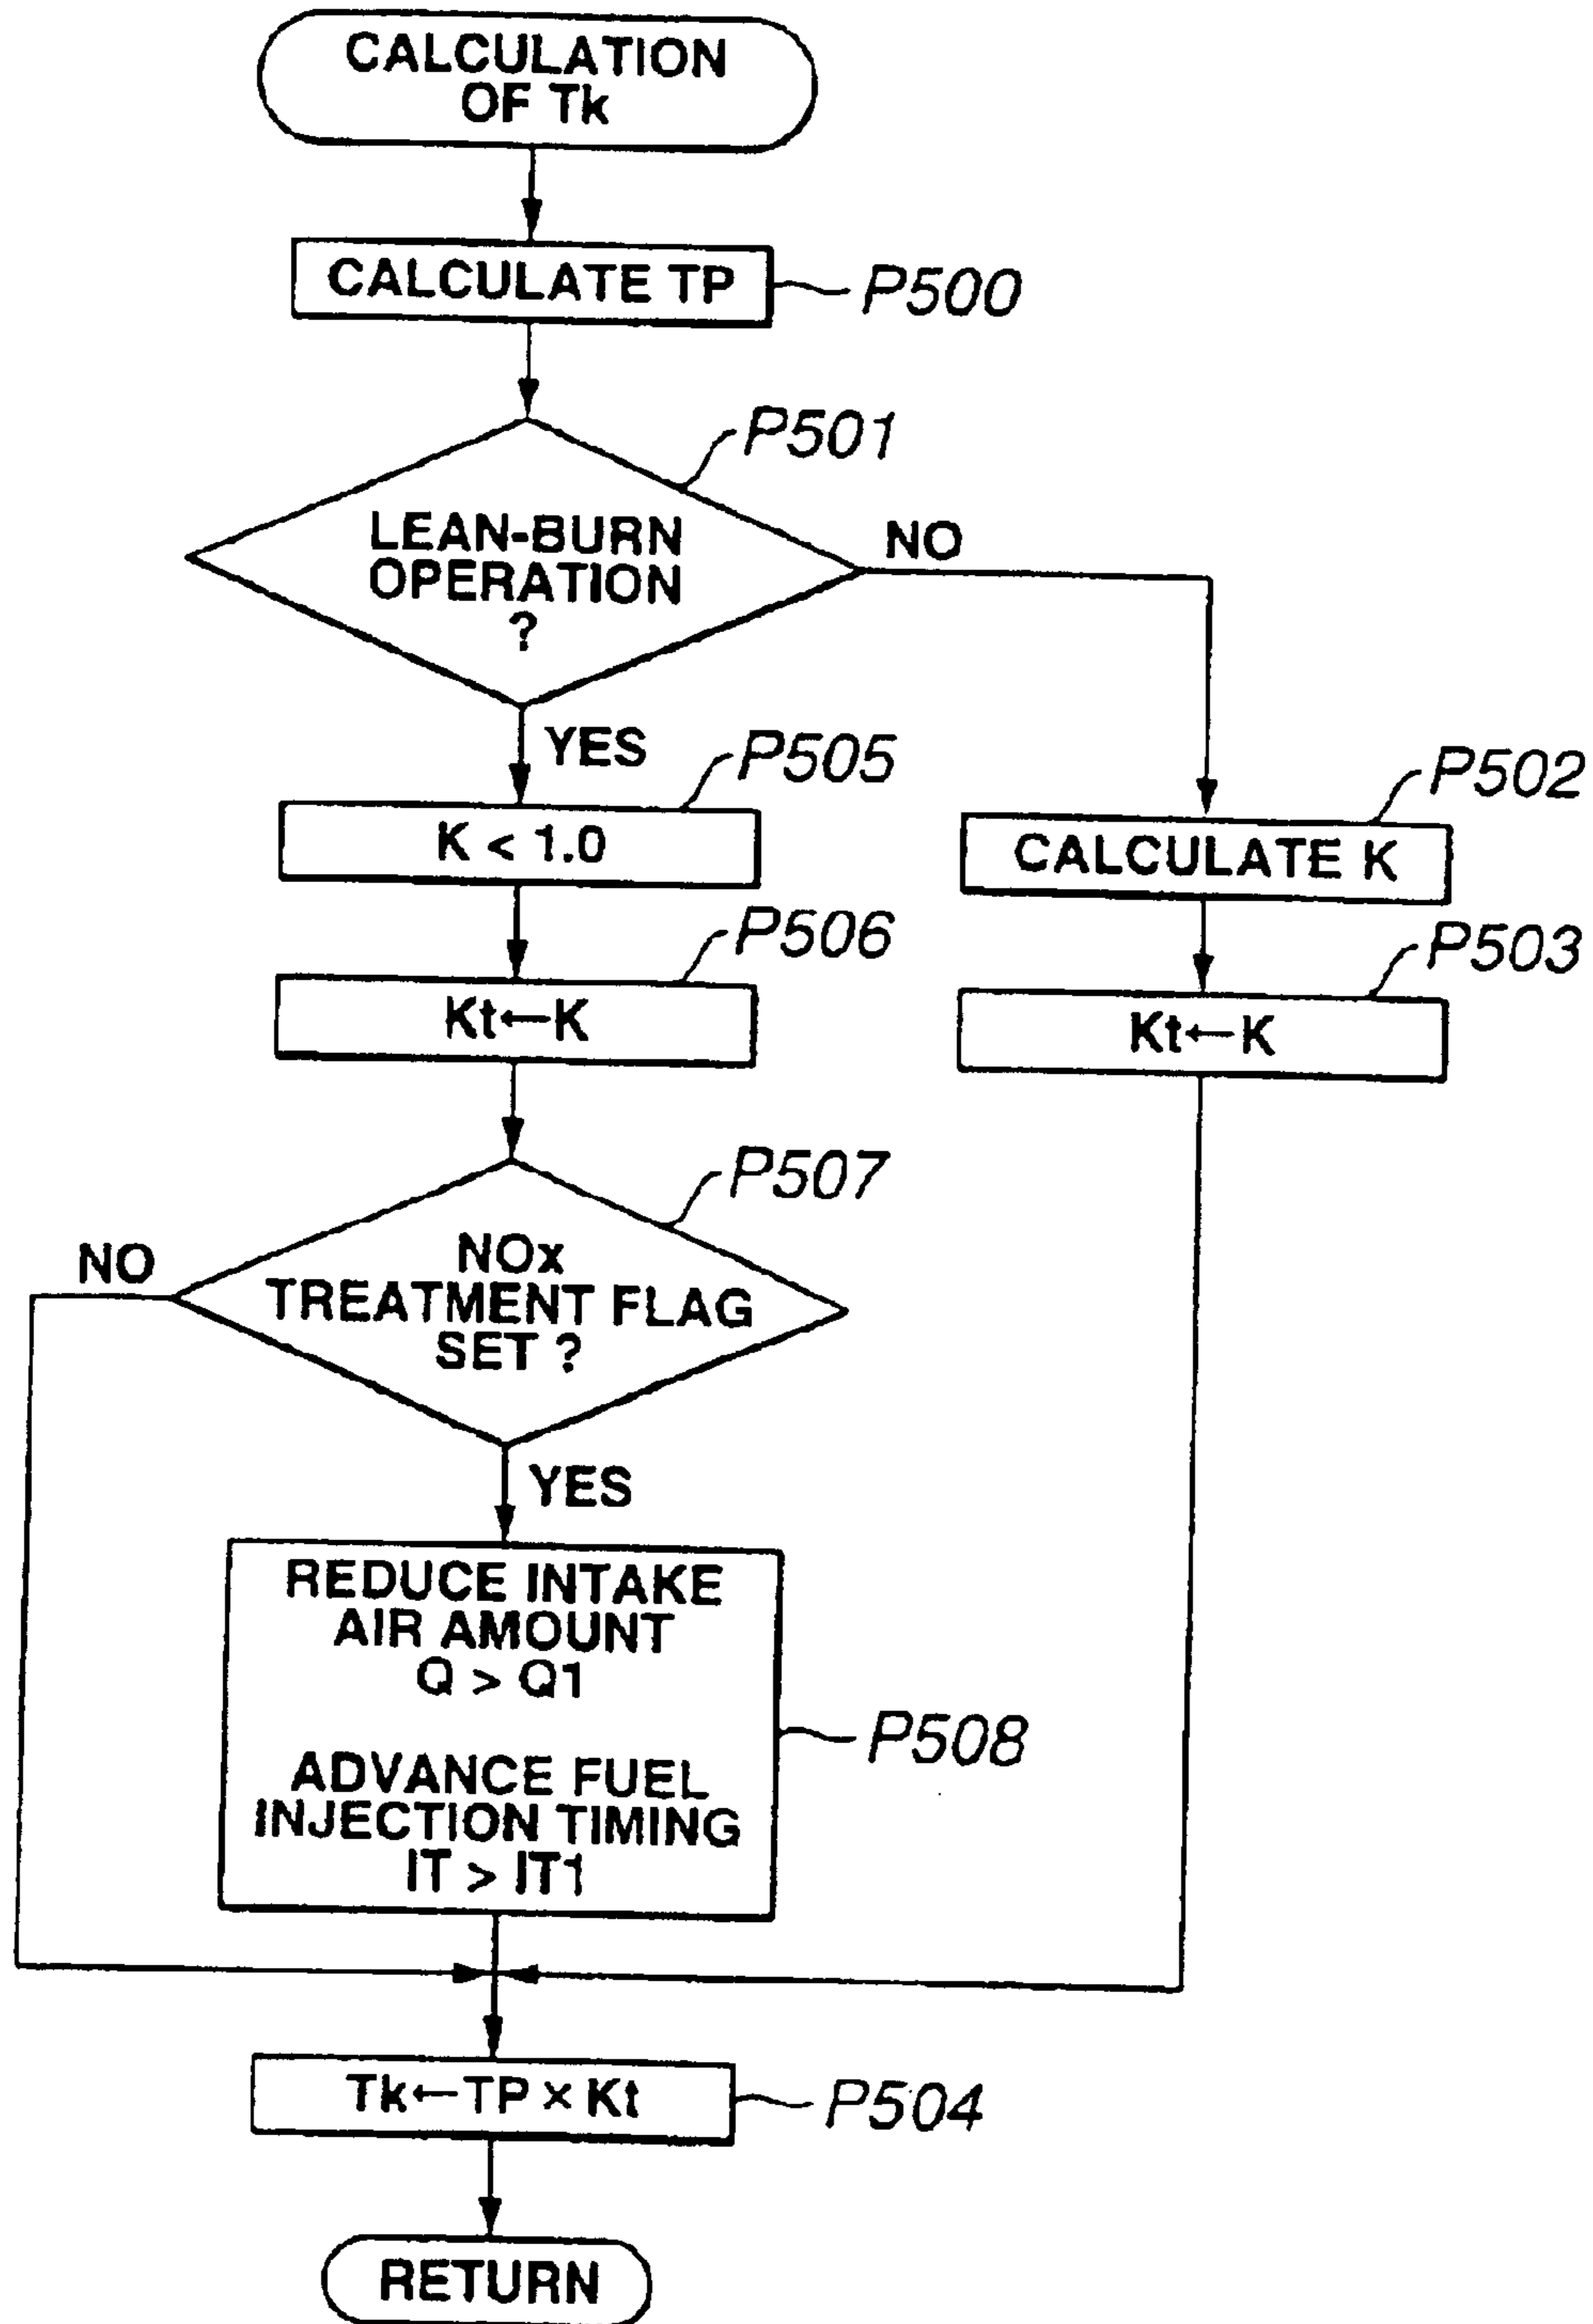 CALCULATION
OF Tk
CALCULATE TP
P500
P501
LEAN-BURN
OPERATION
?
NO
YES
P505
K < 1.0
P502
CALCULATE K
P506
Kt←K
P503
Kt←K
P507
NO
NOx
TREATMENT FLAG
SET ?
YES
REDUCE INTAKE
AIR AMOUNT
Q > Q1
ADVANCE FUEL
INJECTION TIMING
IT > IT1
P508
Tk←TP × Kt
P504
RETURN